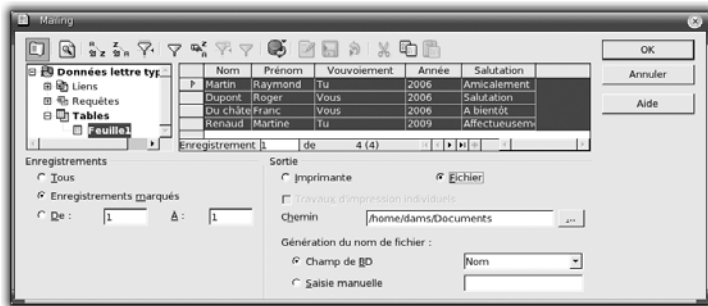 Mailing
OK
Annuler
Aide
Données lettre typ
Liens
Requêtes
Tables
Feuille1
Nom Prénom Vouvoiement Année Salutation
Martin Raymond Tu 2006 Amicalement
Dupont Roger Vous 2006 Salutation
Du châte Franc Vous 2006 A bientôt
Renaud Martine Tu 2009 Affectueusem
Enregistrement 1 de 4 (4)
Enregistrements
Tous
Enregistrements marqués
De : 1 A : 1
Sortie
Imprimante Fichier
Travaux d'impression individuels
Chemin /home/dams/Documents ...
Génération du nom de fichier :
Champ de BD Nom
Saisie manuelle